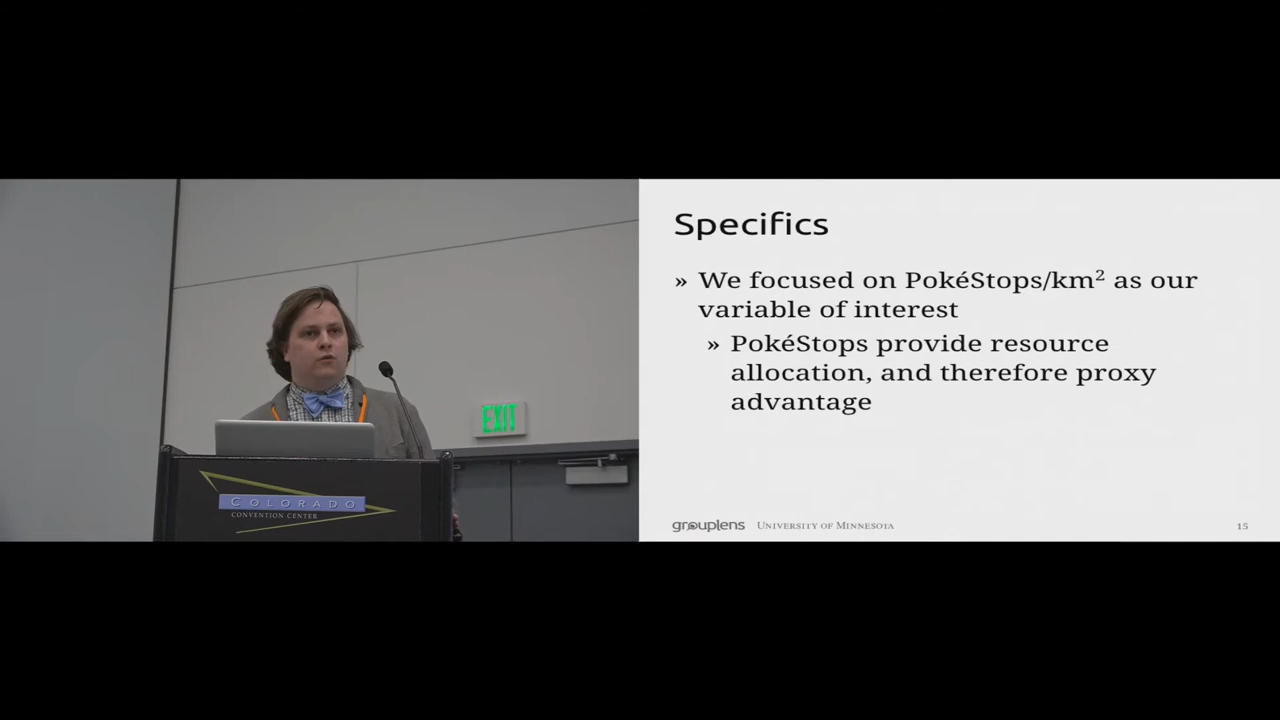 EXIT
COLORADO
CONVENTION CENTER
Specifics
» We focused on PokéStops/km² as our
variable of interest
» PokéStops provide resource
allocation, and therefore proxy
advantage
grouplens UNIVERSITY OF MINNESOTA 15